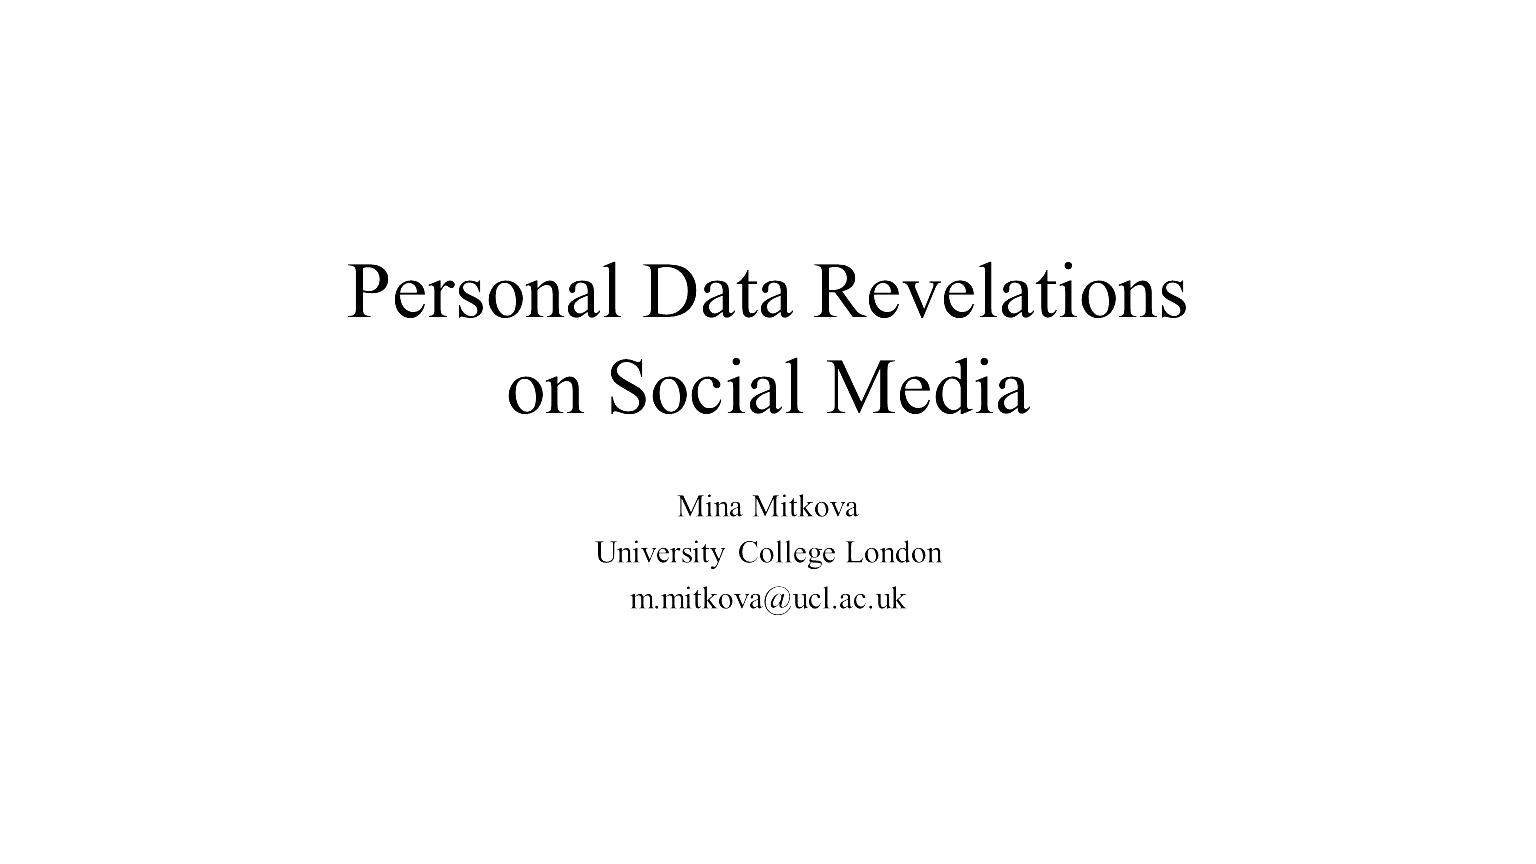 Personal Data Revelations
on Social Media
Mina Mitkova
University College London
m.mitkova@ucl.ac.uk